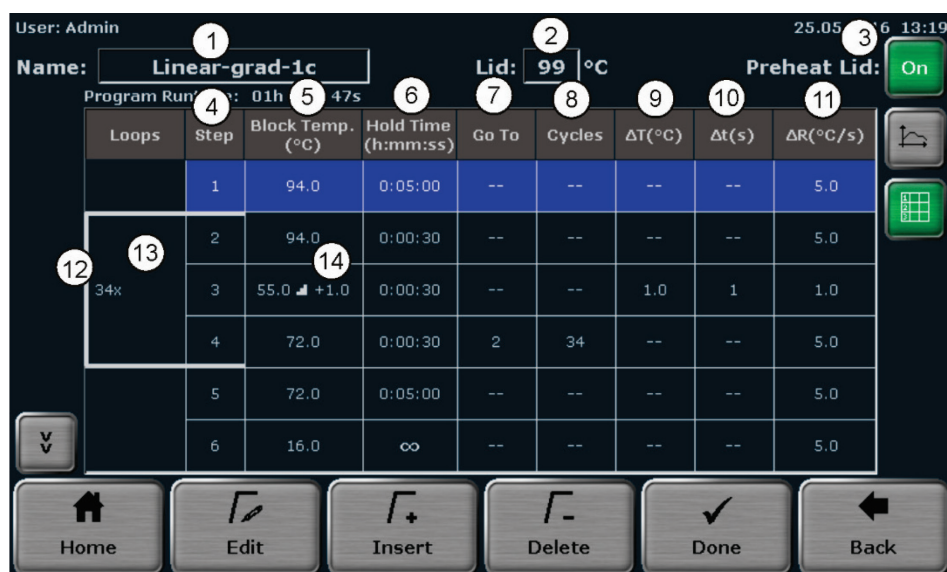 User: Admin 25.05 6 13:19
1 2 3
Name: Linear-grad-1c Lid: 99 °C Preheat Lid: On
Program Run : 01h 47s
4 5 6 7 8 9 10 11
Loops Step Block Temp. (°C) Hold Time (h:mm:ss) Go To Cycles ΔT(°C) Δt(s) ΔR(°C/s)
1 94.0 0:05:00 -- -- -- -- 5.0
2 94.0 0:00:30 -- -- -- -- 5.0
12 13 14
34x 3 55.0 +1.0 0:00:30 -- -- 1.0 1 1.0
4 72.0 0:00:30 2 34 -- -- 5.0
5 72.0 0:05:00 -- -- -- -- 5.0
6 16.0 ∞ -- -- -- -- 5.0
Home Edit Insert Delete Done Back